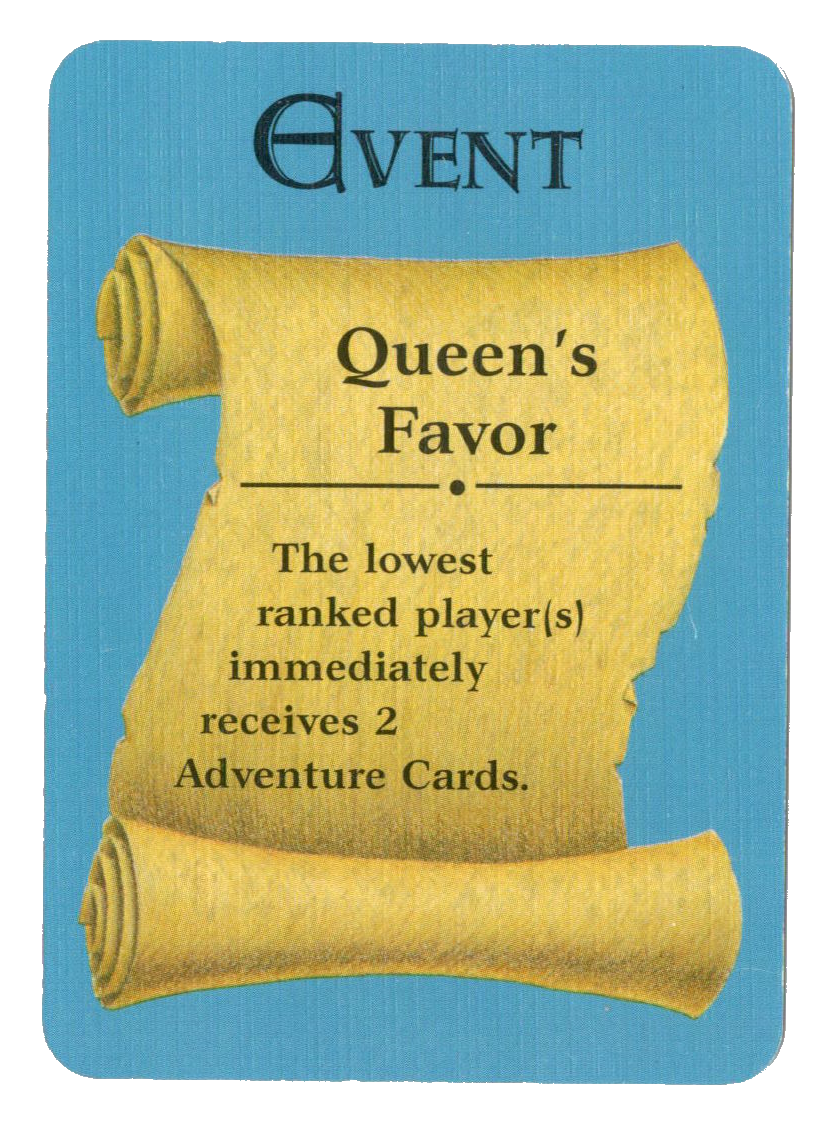 EVENT
Queen's
Favor
The lowest
ranked player(s)
immediately
receives 2
Adventure Cards.